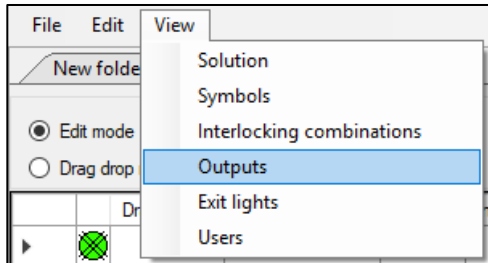 File Edit View
New folde
Solution
Symbols
Edit mode
Interlocking combinations
Drag drop
Outputs
Exit lights
Dr
Users